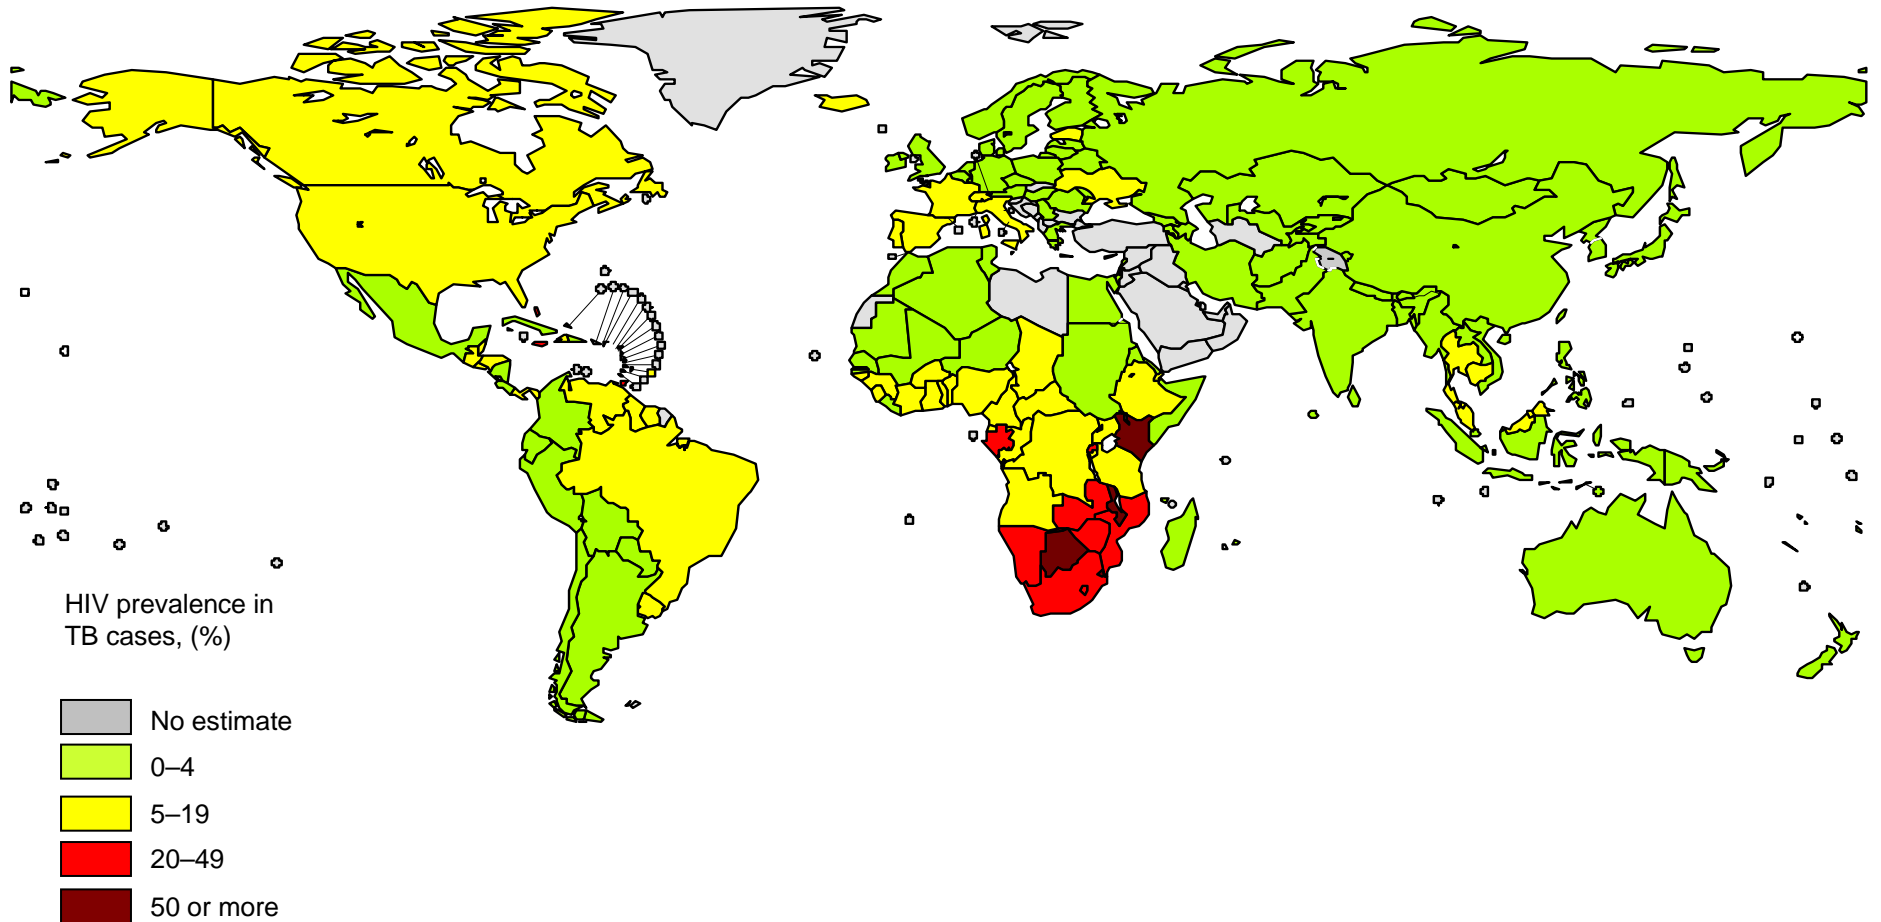 HIV prevalence in
TB cases, (%)
No estimate
0–4
5–19
20–49
50 or more